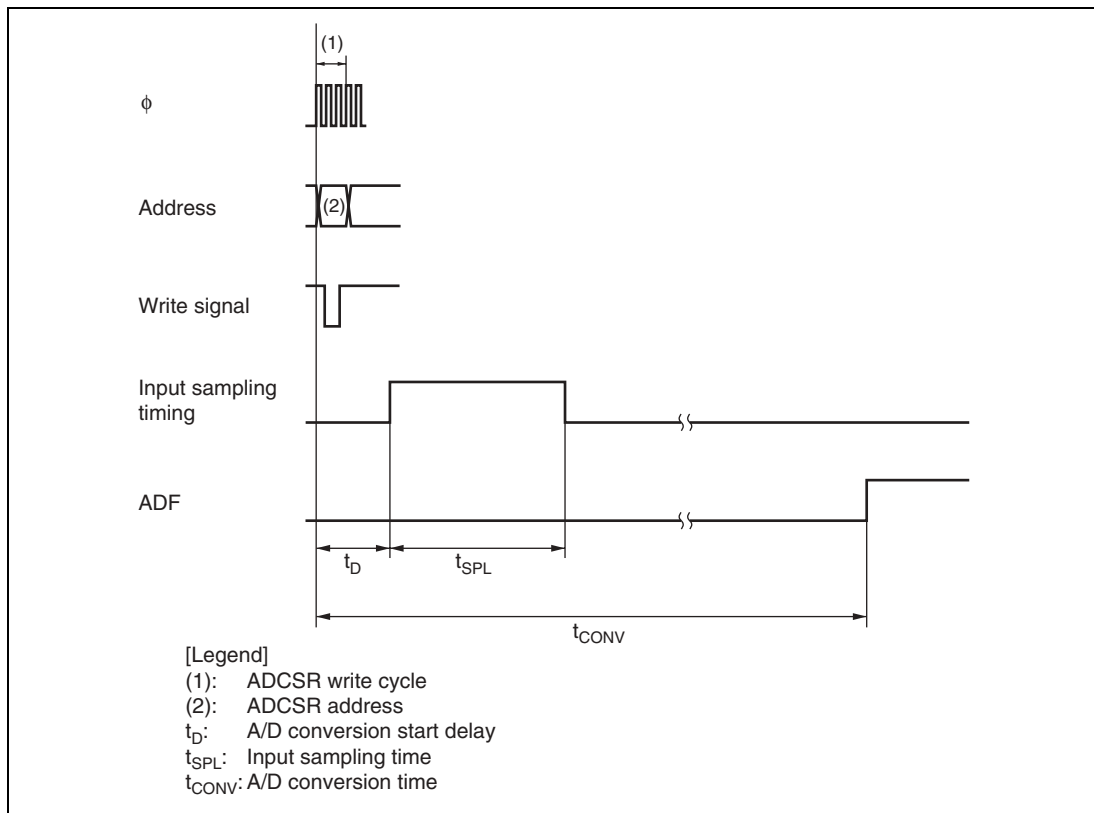 (1)
ϕ
Address
(2)
Write signal
Input sampling
timing
ADF
tD
tSPL
tCONV
[Legend]
(1): ADCSR write cycle
(2): ADCSR address
tD: A/D conversion start delay
tSPL: Input sampling time
tCONV: A/D conversion time